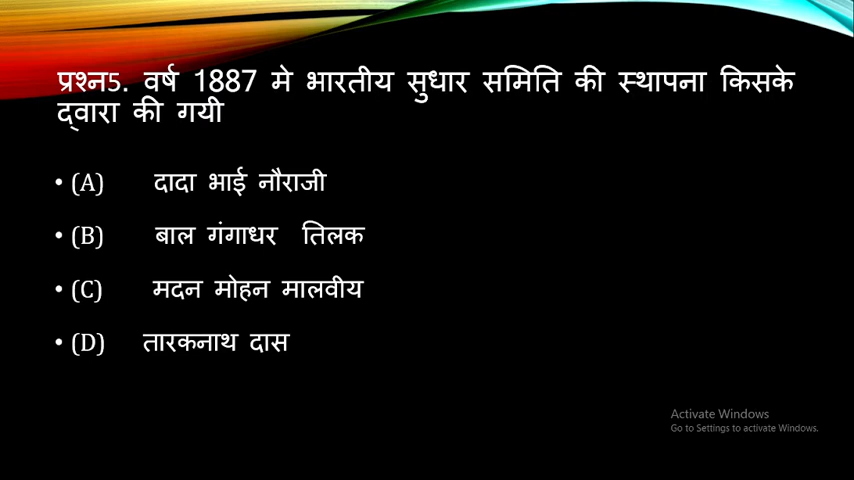 प्रश्न5. वर्ष 1887 मे भारतीय सुधार समिति की स्थापना किसके
द्वारा की गयी
• (A) दादा भाई नौराजी
• (B) बाल गंगाधर तिलक
• (C) मदन मोहन मालवीय
• (D) तारकनाथ दास
Activate Windows
Go to Settings to activate Windows.